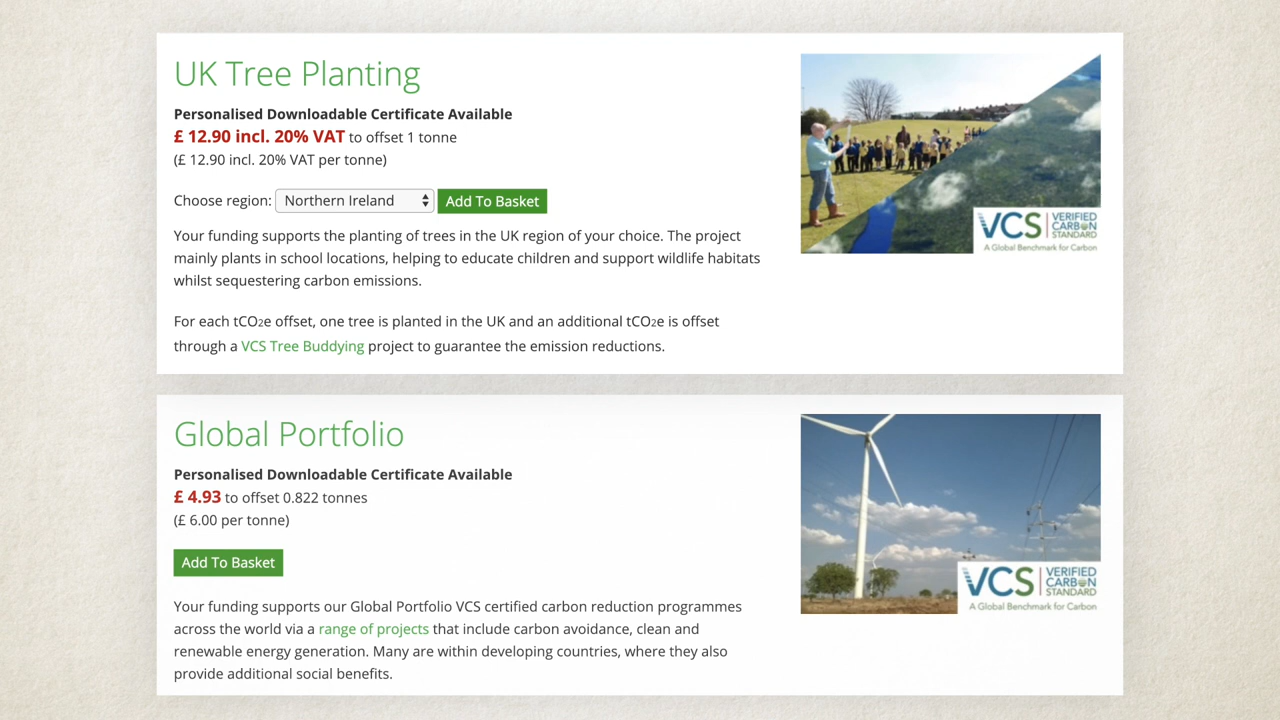 UK Tree Planting
Personalised Downloadable Certificate Available
£ 12.90 incl. 20% VAT to offset 1 tonne
(£ 12.90 incl. 20% VAT per tonne)
Choose region: Northern Ireland Add To Basket
Your funding supports the planting of trees in the UK region of your choice. The project
mainly plants in school locations, helping to educate children and support wildlife habitats
whilst sequestering carbon emissions.
For each tCO₂e offset, one tree is planted in the UK and an additional tCO₂e is offset
through a VCS Tree Buddying project to guarantee the emission reductions.
VCS VERIFIED
CARBON
STANDARD
A Global Benchmark for Carbon
Global Portfolio
Personalised Downloadable Certificate Available
£ 4.93 to offset 0.822 tonnes
(£ 6.00 per tonne)
Add To Basket
Your funding supports our Global Portfolio VCS certified carbon reduction programmes
across the world via a range of projects that include carbon avoidance, clean and
renewable energy generation. Many are within developing countries, where they also
provide additional social benefits.
VCS VERIFIED
CARBON
STANDARD
A Global Benchmark for Carbon